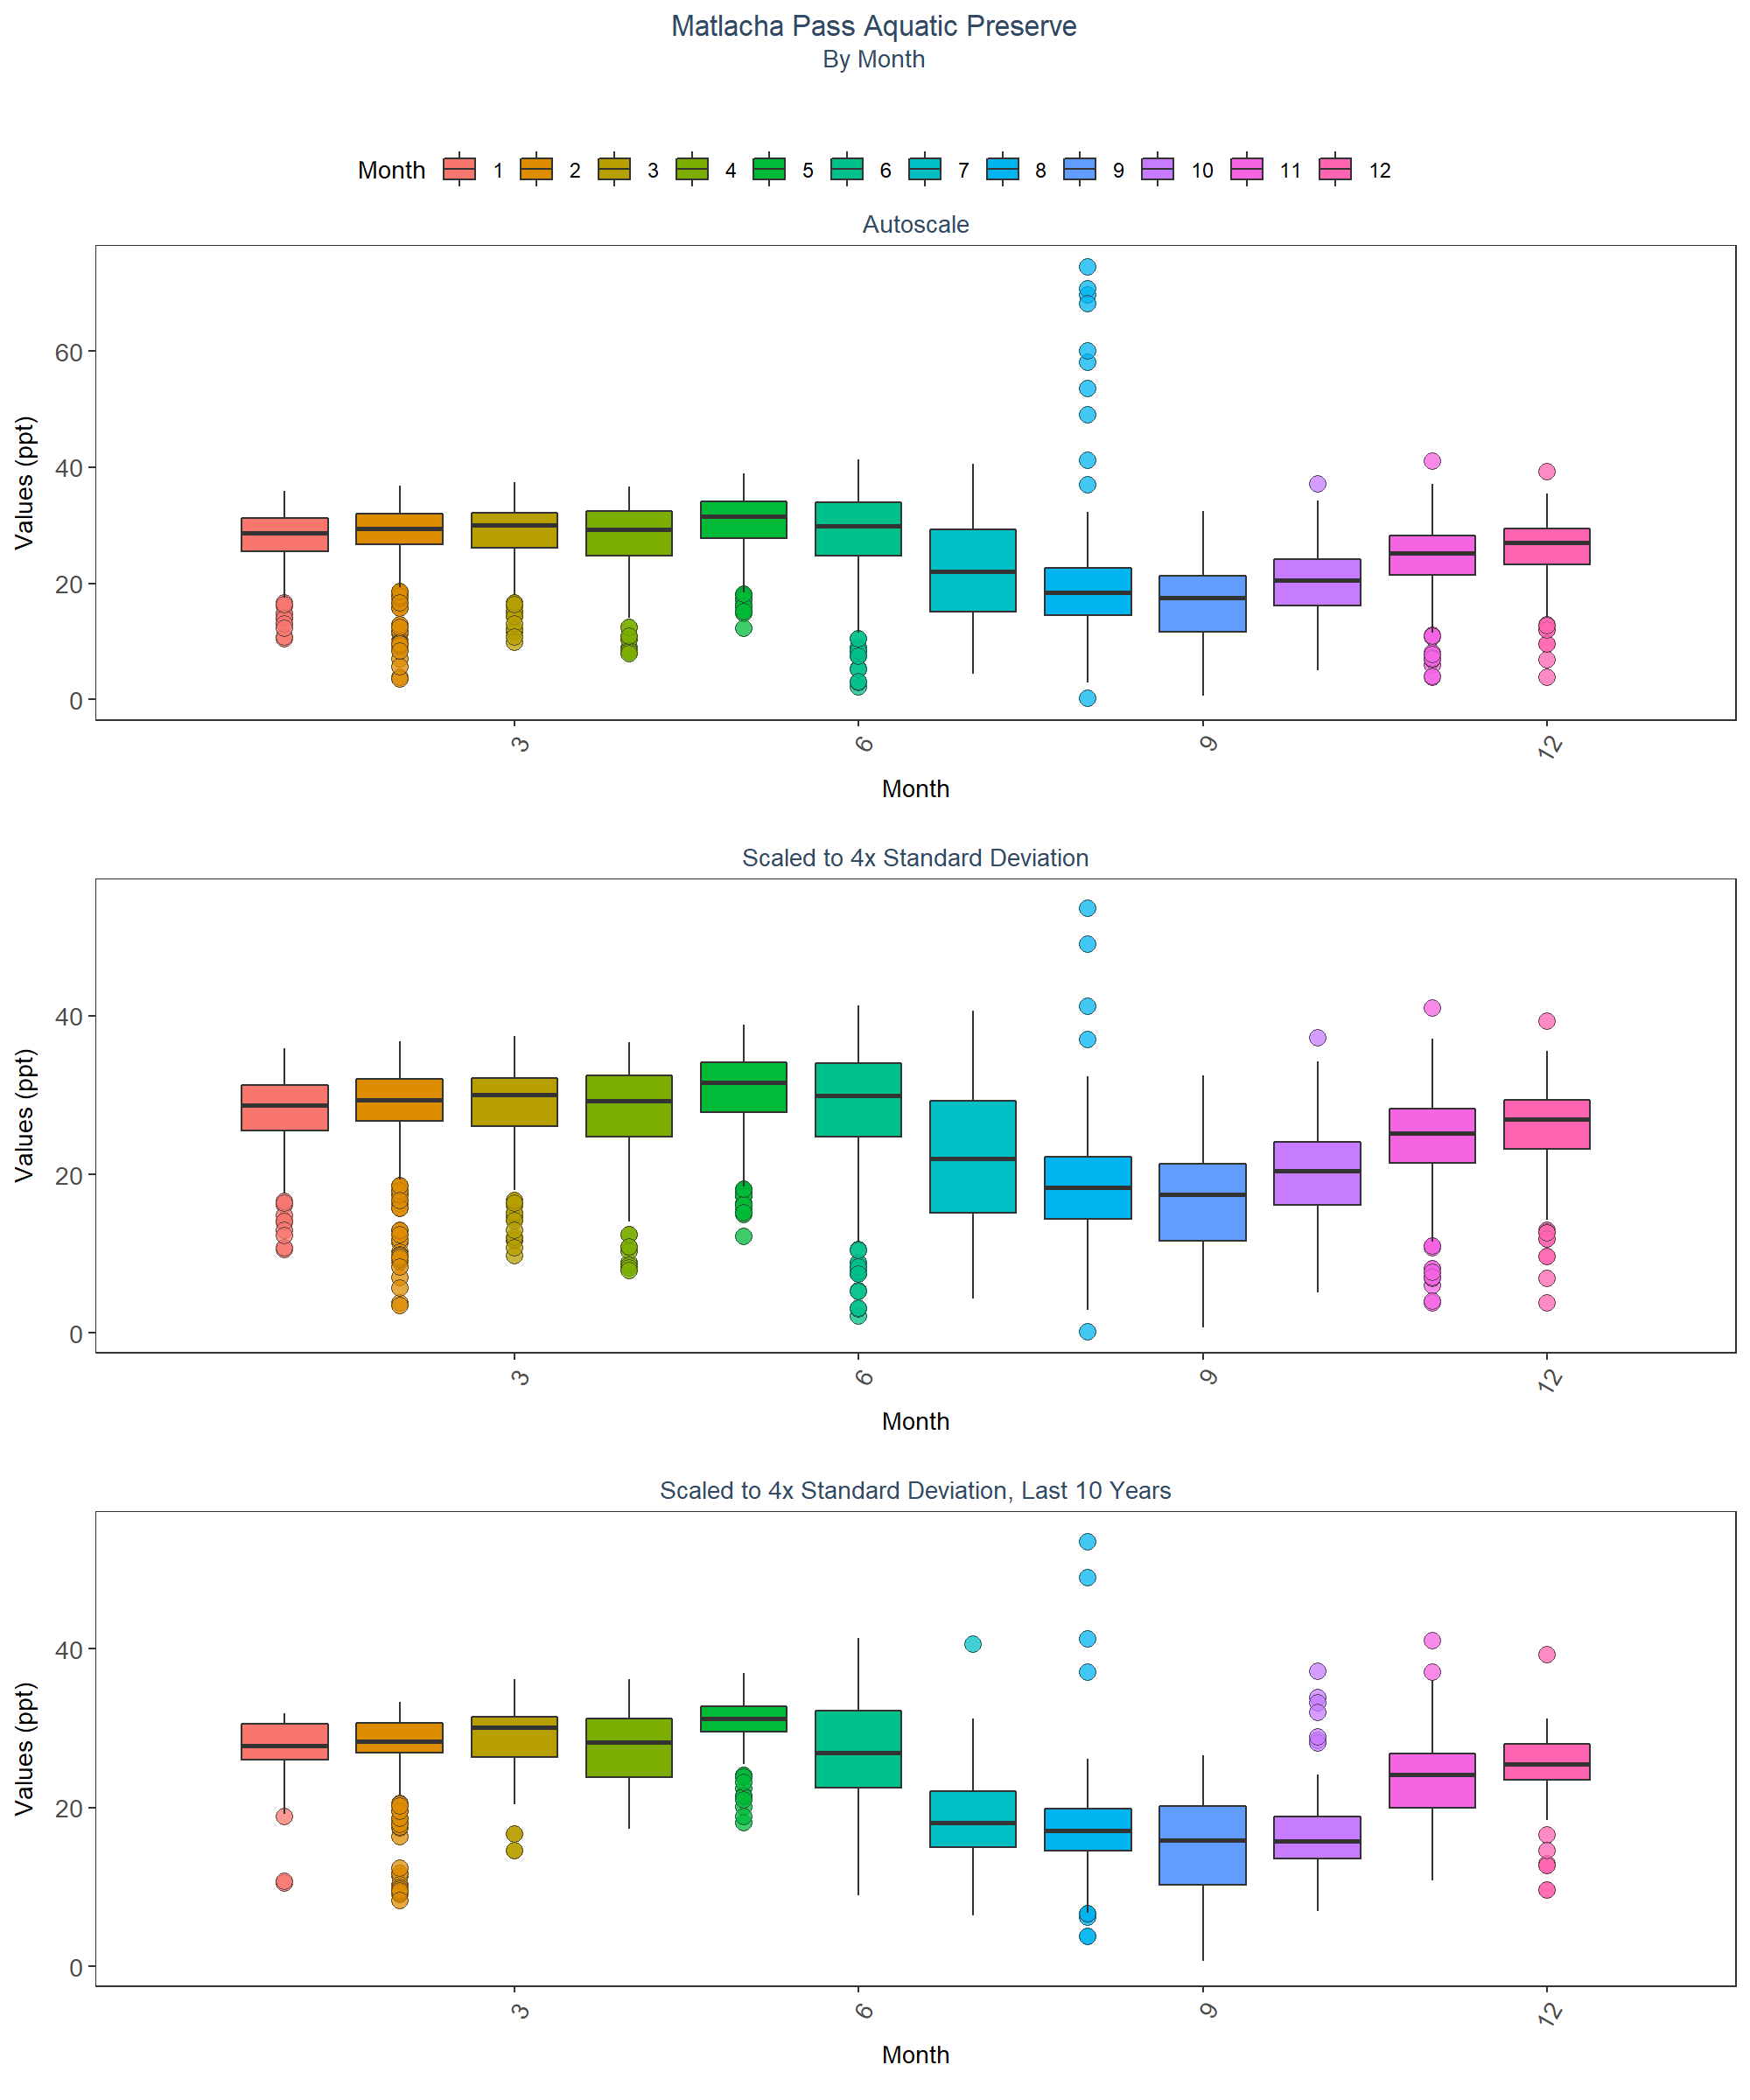 Matlacha Pass Aquatic Preserve
By Month
Month 1 2 3 4 5 6 7 8 9 10 11 12
Autoscale
Values (ppt)
60
40
20
0
3 6 9 12
Month
Scaled to 4x Standard Deviation
Values (ppt)
40
20
0
3 6 9 12
Month
Scaled to 4x Standard Deviation, Last 10 Years
Values (ppt)
40
20
0
3 6 9 12
Month